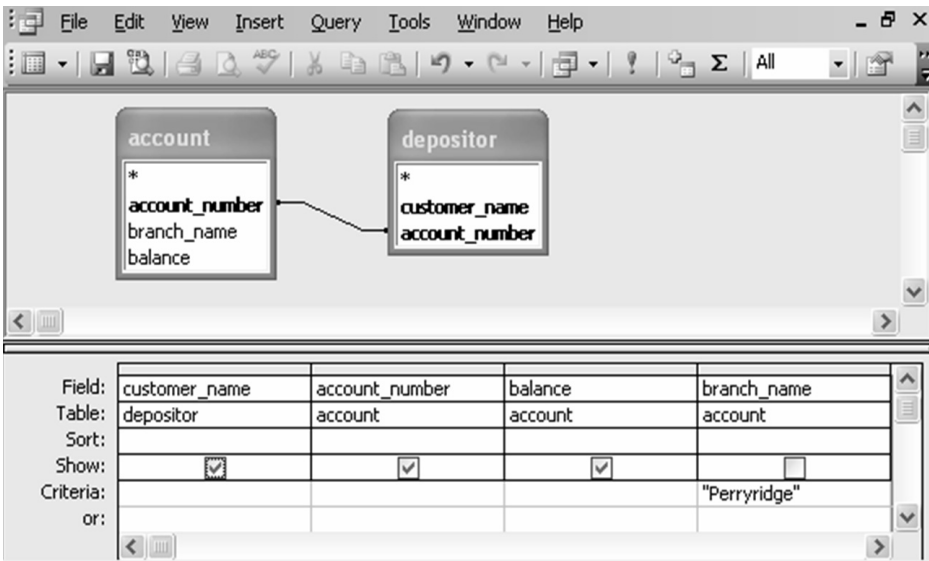 File Edit View Insert Query Tools Window Help
ABC All
account depositor
* *
account_number customer_name
branch_name account_number
balance
Field: customer_name account_number balance branch_name
Table: depositor account account account
Sort:
Show:
Criteria: "Perryridge"
or: